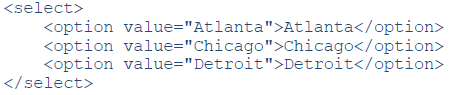 <select>
    <option value="Atlanta">Atlanta</option>
    <option value="Chicago">Chicago</option>
    <option value="Detroit">Detroit</option>
</select>